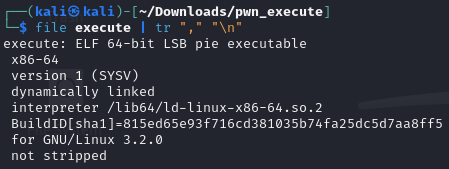 ┌──(kali㉿kali)-[~/Downloads/pwn_execute]
└─$ file execute | tr "," "\n"
execute: ELF 64-bit LSB pie executable
 x86-64
 version 1 (SYSV)
 dynamically linked
 interpreter /lib64/ld-linux-x86-64.so.2
 BuildID[sha1]=815ed65e93f716cd381035b74fa25dc5d7aa8ff5
 for GNU/Linux 3.2.0
 not stripped